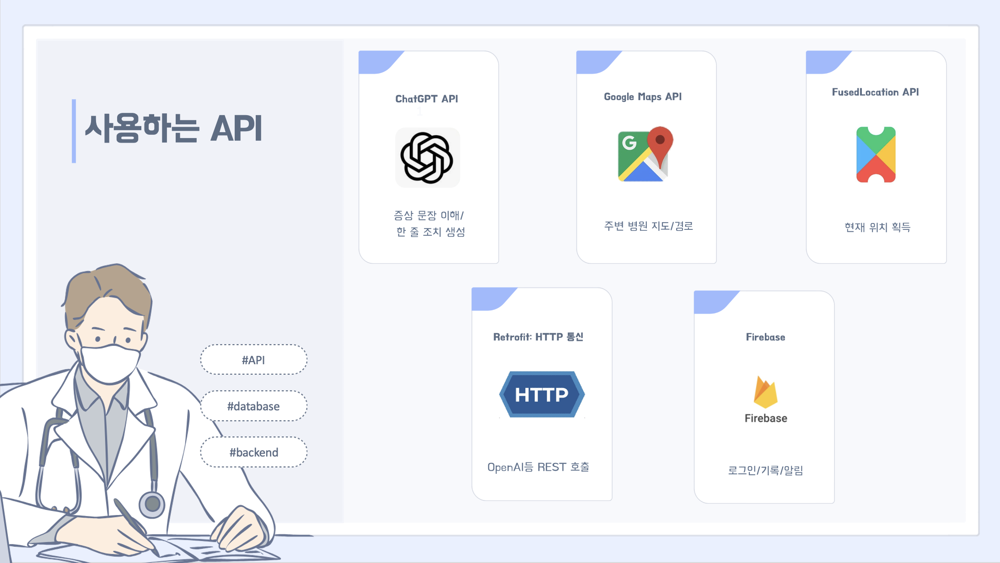 사용하는 API
#API
#database
#backend
ChatGPT API
1
증상 문장 이해/
한 줄 조치 생성
Google Maps API
G
주변 병원 지도/경로
FusedLocation API
현재 위치 획득
Retrofit: HTTP 통신
HTTP
OpenAI등 REST 호출
Firebase
Firebase
로그인/기록/알림